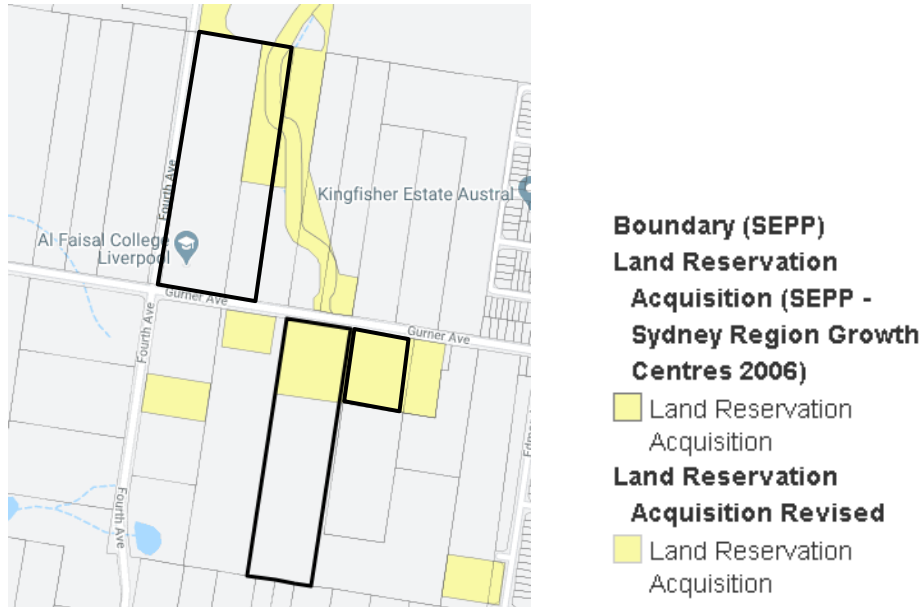 Fourth Ave
Kingfisher Estate Austral
Al Faisal College
Liverpool
Gurner Ave
Gurner Ave
Fourth Ave
Fourth Ave
Boundary (SEPP)
Land Reservation
Acquisition (SEPP -
Sydney Region Growth
Centres 2006)
Land Reservation
Acquisition
Land Reservation
Acquisition Revised
Land Reservation
Acquisition